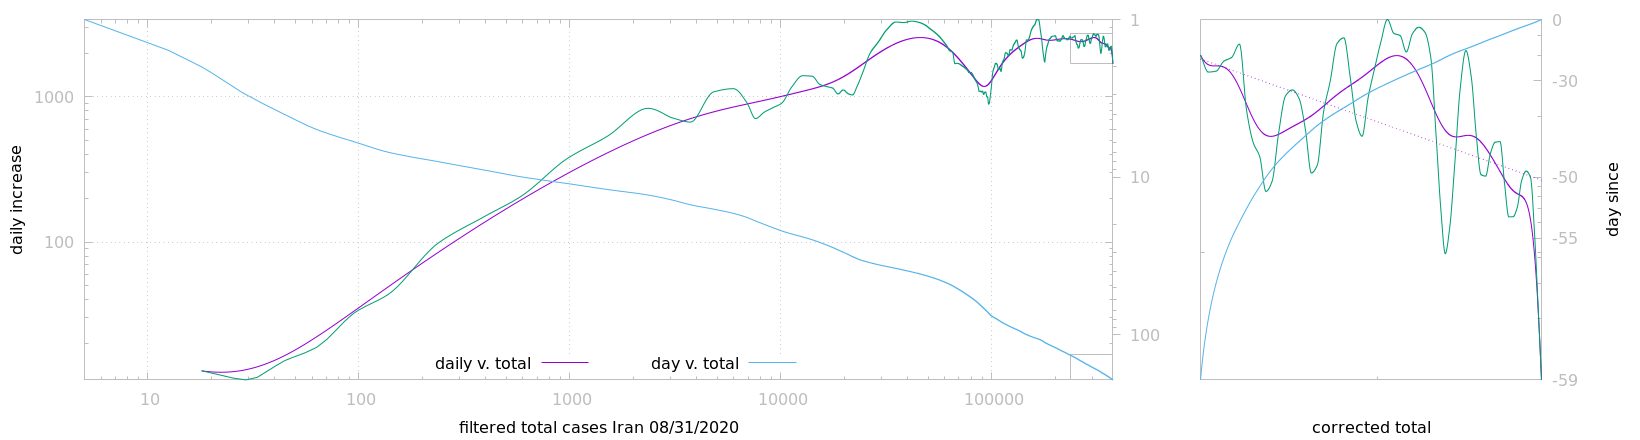 daily increase
1000
100
daily v. total
day v. total
10
100
1000
10000
100000
filtered total cases Iran 08/31/2020
1
10
100
0
-30
-50
-55
-59
day since
corrected total